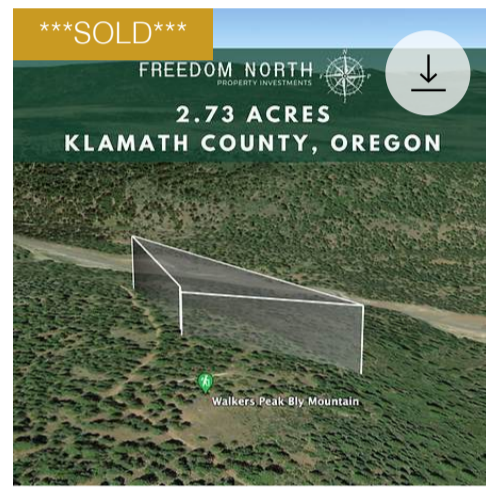 ***SOLD***
FREEDOM NORTH
PROPERTY INVESTMENTS
2.73 ACRES
KLAMATH COUNTY, OREGON
Walkers Peak Bly Mountain